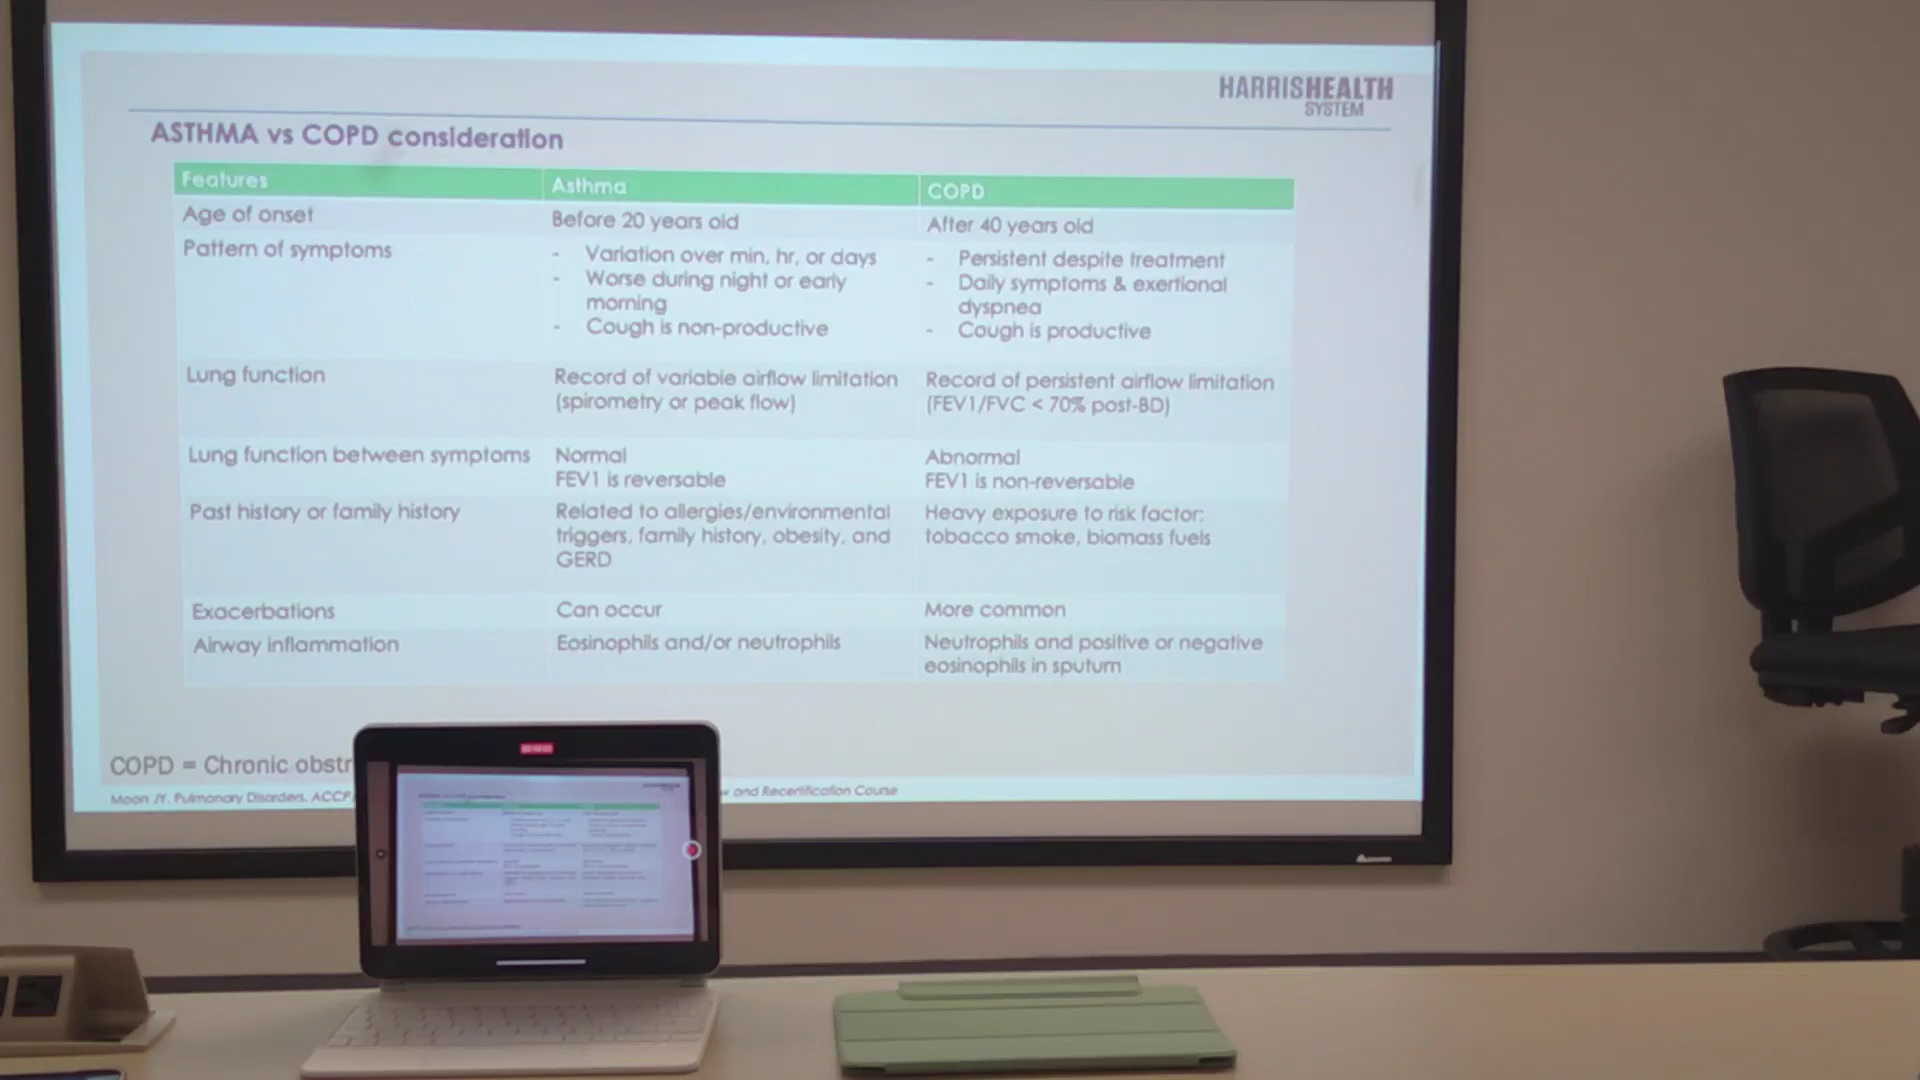 HARRISHEALTH
SYSTEM
ASTHMA vs COPD consideration
Features
Asthma
COPD
Age of onset
Before 20 years old
After 40 years old
Pattern of symptoms
- Variation over min, hr, or days
- Worse during night or early
morning
- Cough is non-productive
- Persistent despite treatment
- Daily symptoms & exertional
dyspnea
- Cough is productive
Lung function
Record of variable airflow limitation
(spirometry or peak flow)
Record of persistent airflow limitation
(FEV1/FVC < 70% post-BD)
Lung function between symptoms
Normal
FEV1 is reversable
Abnormal
FEV1 is non-reversable
Past history or family history
Related to allergies/environmental
triggers, family history, obesity, and
GERD
Heavy exposure to risk factor:
tobacco smoke, biomass fuels
Exacerbations
Can occur
More common
Airway inflammation
Eosinophils and/or neutrophils
Neutrophils and positive or negative
eosinophils in sputum
COPD = Chronic obstr
Moon JY. Pulmonary Disorders. ACCP
and Recertification Course